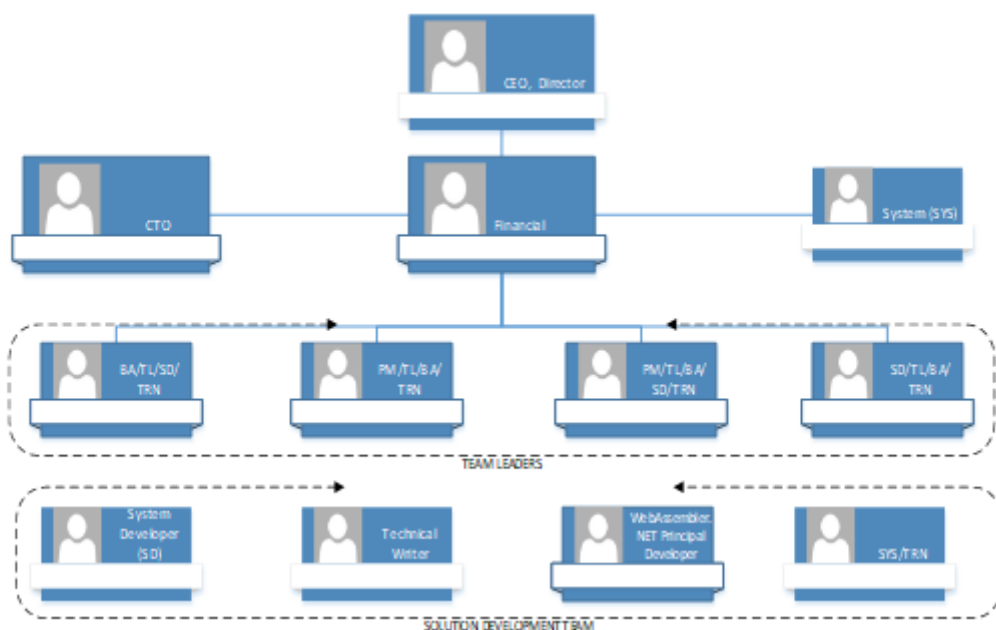 CEO, Director
CTO
Financial
System (SYS)
BA/TL/SD/
TRN
PM/TL/BA/
TRN
PM/TL/BA/
SD/TRN
SD/TL/BA/
TRN
TEAM LEADERS
System
Developer
(SD)
Technical
Writer
WebAssembler.
NET Principal
Developer
SYS/TRN
SOLUTION DEVELOPMENT TEAM